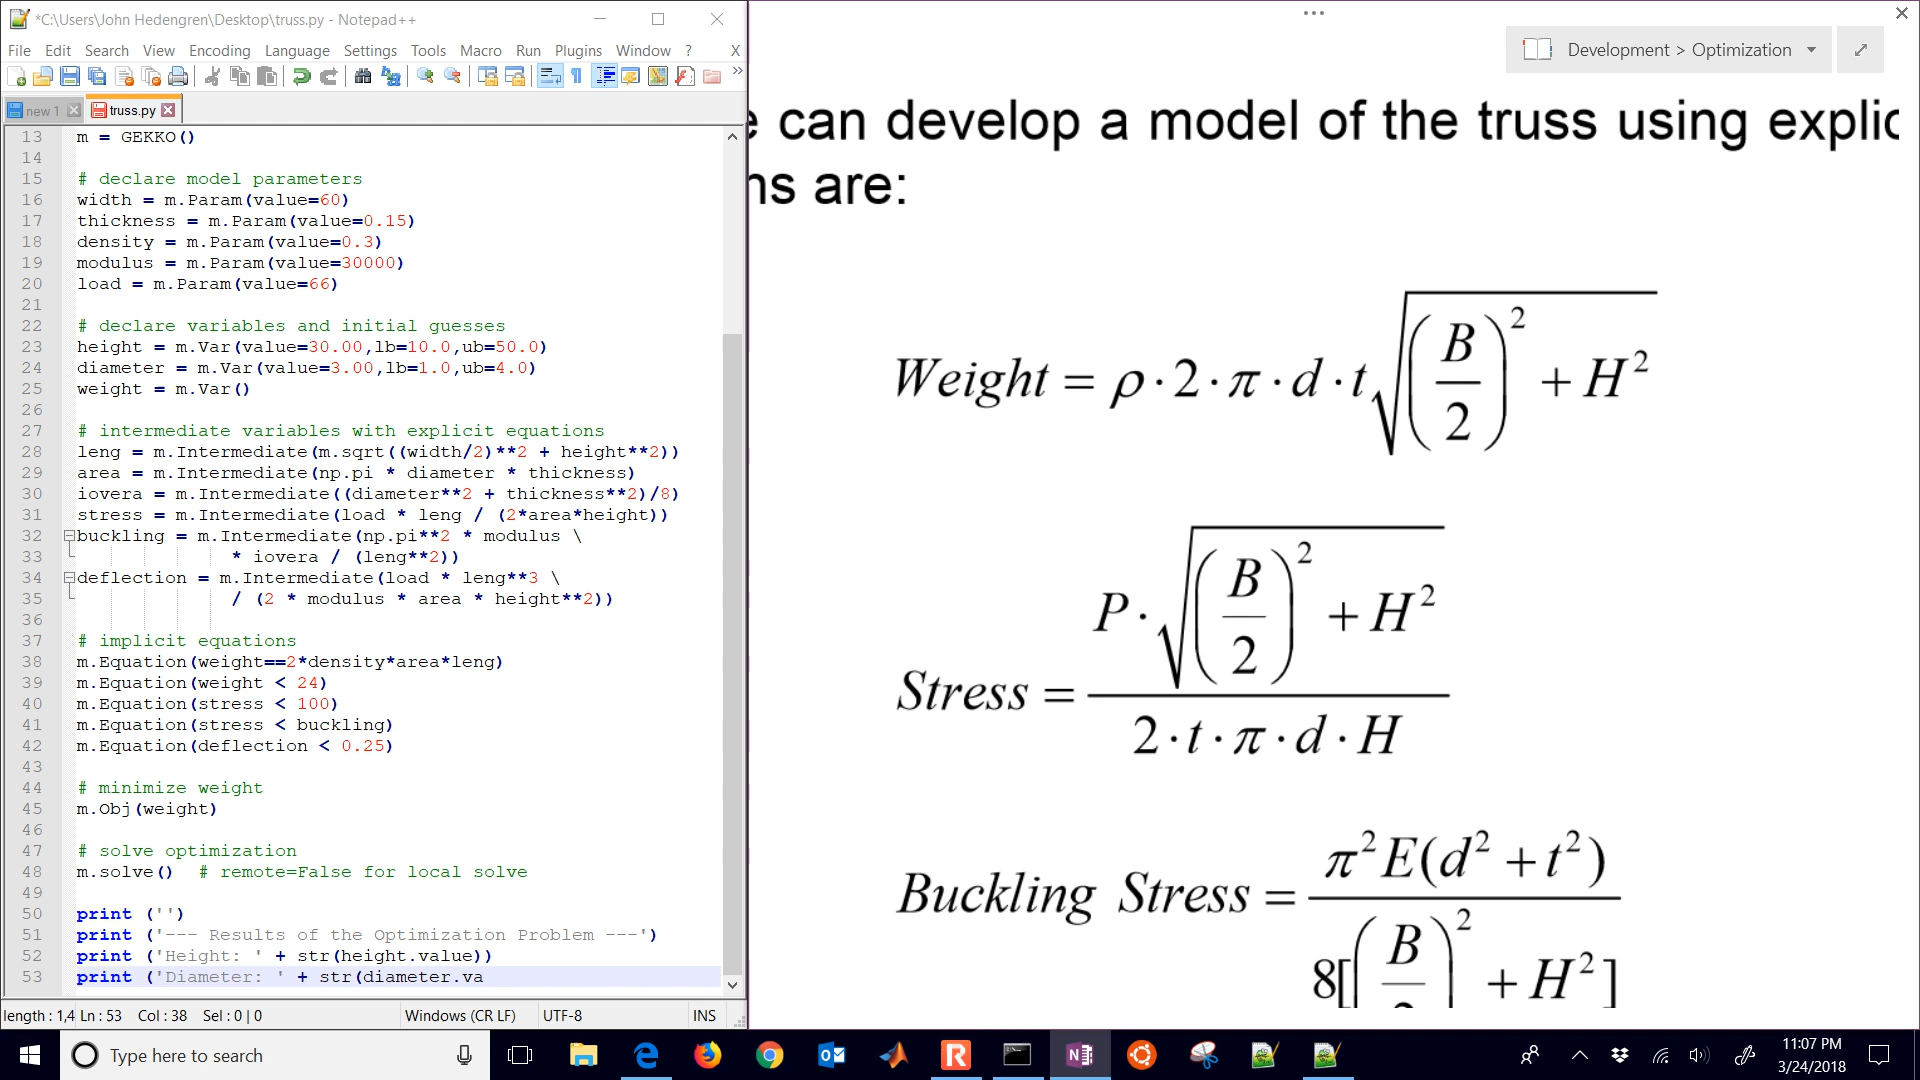 *C:\Users\John Hedengren\Desktop\truss.py - Notepad++
File Edit Search View Encoding Language Settings Tools Macro Run Plugins Window ? X
new 1 truss.py
13 m = GEKKO()
14
15 # declare model parameters
16 width = m.Param(value=60)
17 thickness = m.Param(value=0.15)
18 density = m.Param(value=0.3)
19 modulus = m.Param(value=30000)
20 load = m.Param(value=66)
21
22 # declare variables and initial guesses
23 height = m.Var(value=30.00,lb=10.0,ub=50.0)
24 diameter = m.Var(value=3.00,lb=1.0,ub=4.0)
25 weight = m.Var()
26
27 # intermediate variables with explicit equations
28 leng = m.Intermediate(m.sqrt((width/2)**2 + height**2))
29 area = m.Intermediate(np.pi * diameter * thickness)
30 iovera = m.Intermediate((diameter**2 + thickness**2)/8)
31 stress = m.Intermediate(load * leng / (2*area*height))
32 buckling = m.Intermediate(np.pi**2 * modulus \
33 * iovera / (leng**2))
34 deflection = m.Intermediate(load * leng**3 \
35 / (2 * modulus * area * height**2))
36
37 # implicit equations
38 m.Equation(weight==2*density*area*leng)
39 m.Equation(weight < 24)
40 m.Equation(stress < 100)
41 m.Equation(stress < buckling)
42 m.Equation(deflection < 0.25)
43
44 # minimize weight
45 m.Obj(weight)
46
47 # solve optimization
48 m.solve() # remote=False for local solve
49
50 print ('')
51 print ('--- Results of the Optimization Problem ---')
52 print ('Height: ' + str(height.value))
53 print ('Diameter: ' + str(diameter.va
length : 1,4 Ln : 53 Col : 38 Sel : 0 | 0 Windows (CR LF) UTF-8 INS
Development > Optimization
e can develop a model of the truss using explic
ns are:
Weight = ρ · 2 · π · d · t √((B/2)² + H²)
Stress = P · √((B/2)² + H²) / 2 · t · π · d · H
Buckling Stress = π² E(d² + t²) / 8[(B/2)² + H²]
Type here to search
11:07 PM
3/24/2018